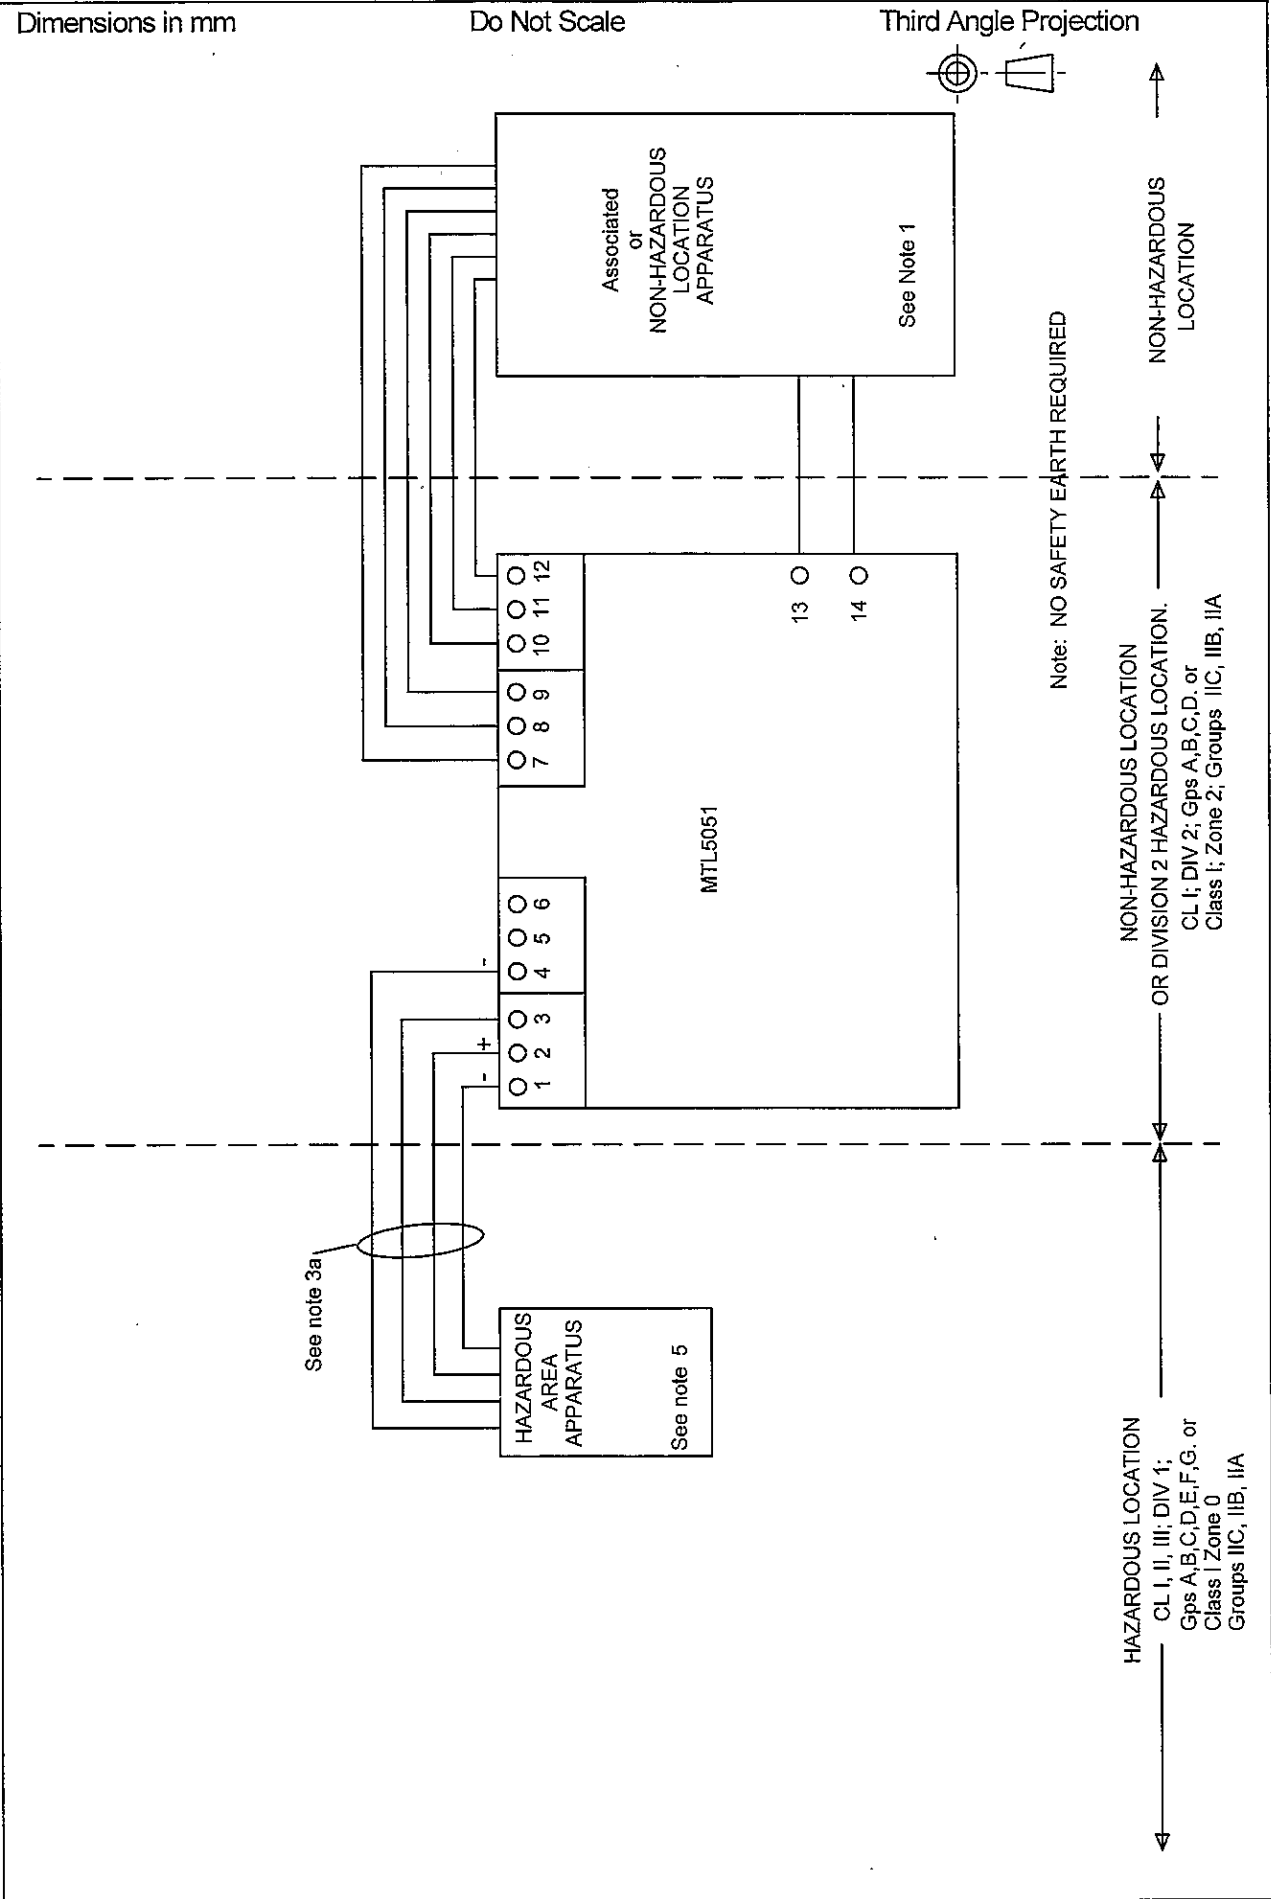 Dimensions in mm
Do Not Scale
Third Angle Projection
See note 3a
HAZARDOUS
AREA
APPARATUS
See note 5
-
+
-
1
2
3
4
5
6
7
8
9
10
11
12
MTL5051
13
14
Associated
or
NON-HAZARDOUS
LOCATION
APPARATUS
See Note 1
Note: NO SAFETY EARTH REQUIRED
HAZARDOUS LOCATION
CL I, II, III; DIV 1;
Gps A,B,C,D,E,F,G. or
Class I Zone 0
Groups IIC, IIB, IIA
NON-HAZARDOUS LOCATION
OR DIVISION 2 HAZARDOUS LOCATION.
CL I; DIV 2; Gps A,B,C,D. or
Class I; Zone 2; Groups IIC, IIB, IIA
NON-HAZARDOUS
LOCATION